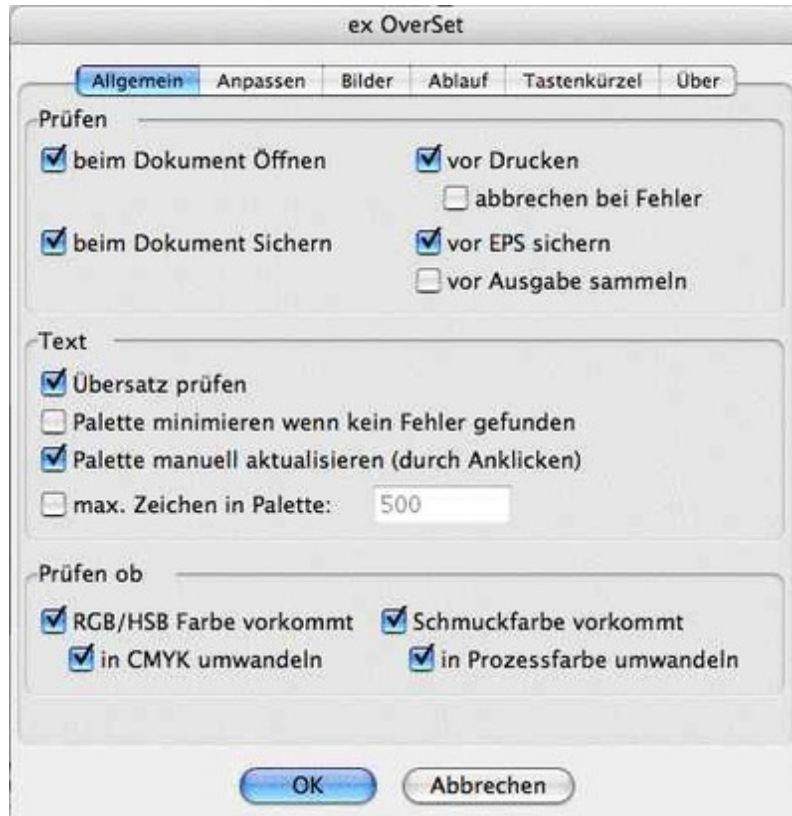 ex OverSet
Allgemein Anpassen Bilder Ablauf Tastenkürzel Über
Prüfen
beim Dokument Öffnen
vor Drucken
abbrechen bei Fehler
beim Dokument Sichern
vor EPS sichern
vor Ausgabe sammeln
Text
Übersatz prüfen
Palette minimieren wenn kein Fehler gefunden
Palette manuell aktualisieren (durch Anklicken)
max. Zeichen in Palette: 500
Prüfen ob
RGB/HSB Farbe vorkommt
Schmuckfarbe vorkommt
in CMYK umwandeln
in Prozessfarbe umwandeln
OK
Abbrechen